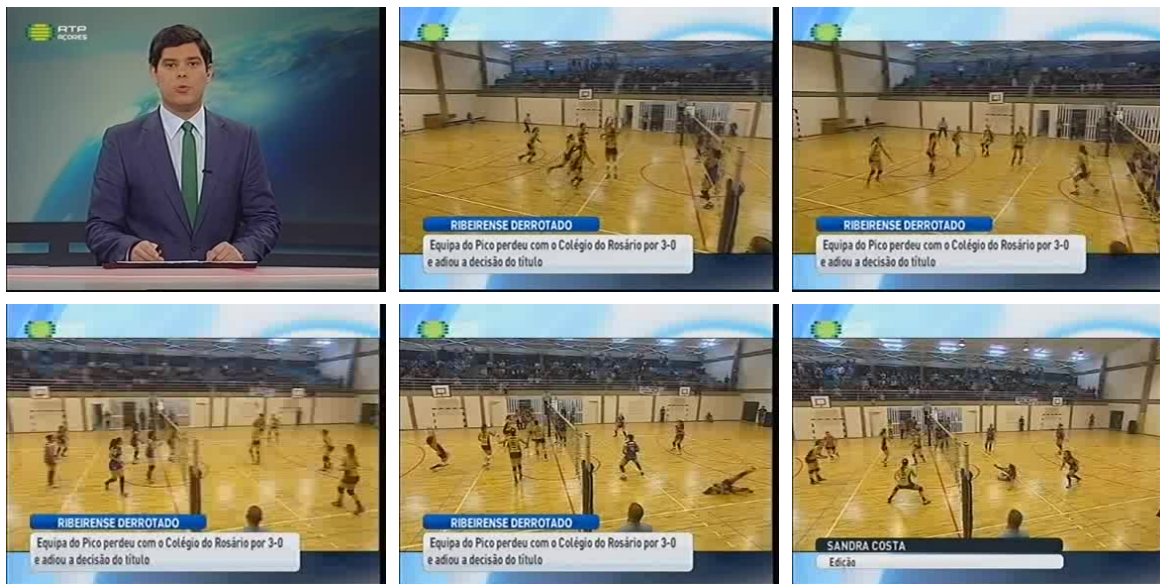 RTP
AÇORES
RIBEIRENSE DERROTADO
Equipa do Pico perdeu com o Colégio do Rosário por 3-0
e adiou a decisão do título
RIBEIRENSE DERROTADO
Equipa do Pico perdeu com o Colégio do Rosário por 3-0
e adiou a decisão do título
RIBEIRENSE DERROTADO
Equipa do Pico perdeu com o Colégio do Rosário por 3-0
e adiou a decisão do título
RIBEIRENSE DERROTADO
Equipa do Pico perdeu com o Colégio do Rosário por 3-0
e adiou a decisão do título
SANDRA COSTA
Edição